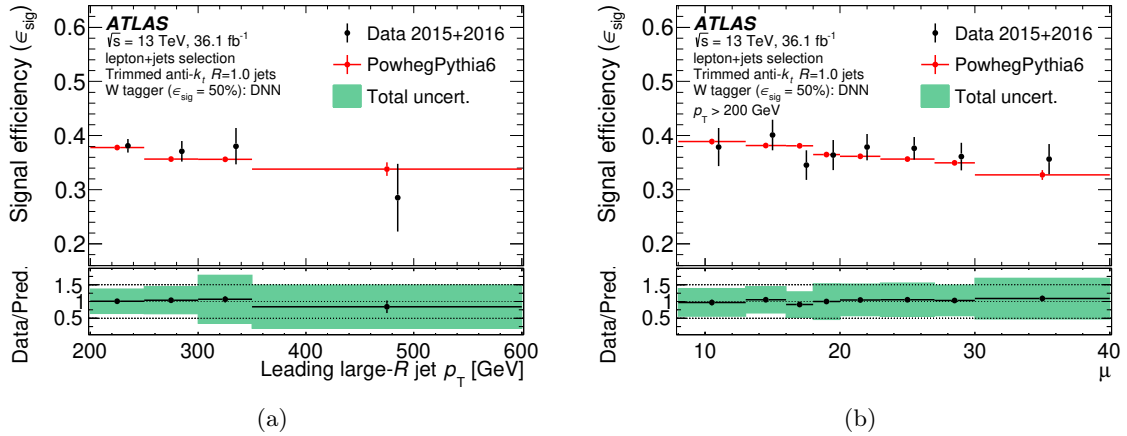 ATLAS
√s = 13 TeV, 36.1 fb⁻¹
lepton+jets selection
Trimmed anti-kₜ R=1.0 jets
W tagger (ϵsig = 50%): DNN
Data 2015+2016
PowhegPythia6
Total uncert.
Signal efficiency (ϵsig)
0.6
0.5
0.4
0.3
0.2
Data/Pred.
1.5
1
0.5
200 300 400 500 600
Leading large-R jet pT [GeV]
(a)
ATLAS
√s = 13 TeV, 36.1 fb⁻¹
lepton+jets selection
Trimmed anti-kₜ R=1.0 jets
W tagger (ϵsig = 50%): DNN
pT > 200 GeV
Data 2015+2016
PowhegPythia6
Total uncert.
Signal efficiency (ϵsig)
0.6
0.5
0.4
0.3
0.2
Data/Pred.
1.5
1
0.5
10 20 30 40
μ
(b)